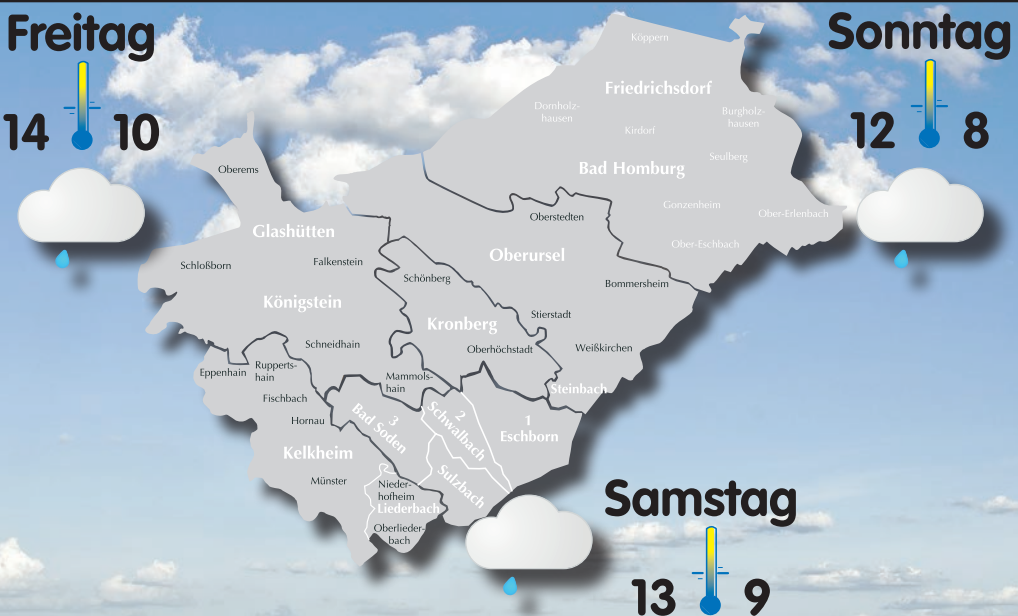 Freitag
14 10
Sonntag
12 8
Köppern
Friedrichsdorf
Dornholz-
hausen
Burgholz-
hausen
Kirdorf
Seulberg
Bad Homburg
Oberems
Gonzenheim
Ober-Erlenbach
Oberstedten
Glashütten
Ober-Eschbach
Oberursel
Schloßborn
Falkenstein
Schönberg
Bommersheim
Königstein
Stierstadt
Kronberg
Schneidhain
Oberhöchstadt
Weißkirchen
Eppenhain
Rupperts-
hain
Mammols-
hain
Steinbach
Fischbach
Hornau
3
Bad Soden
2
Schwalbach
1
Eschborn
Kelkheim
Münster
Nieder-
hofheim
Sulzbach
Liederbach
Oberlieder-
bach
Samstag
13 9